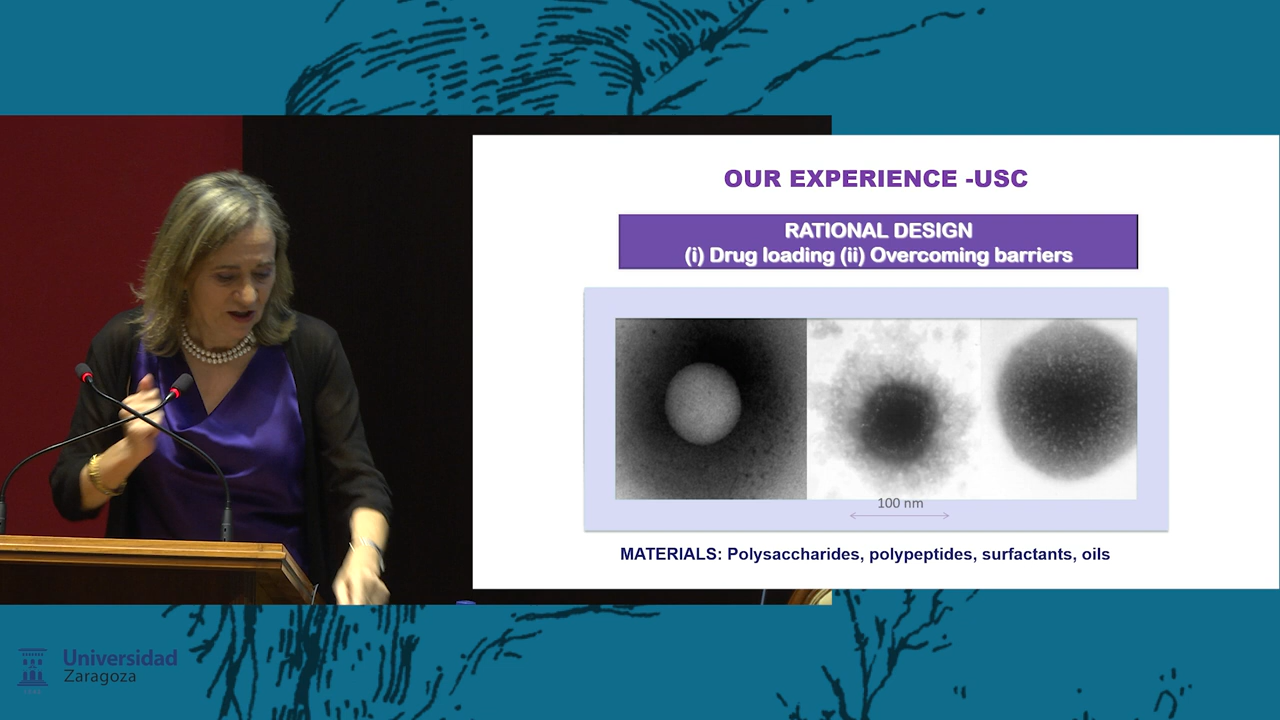 OUR EXPERIENCE -USC
RATIONAL DESIGN
(i) Drug loading (ii) Overcoming barriers
100 nm
MATERIALS: Polysaccharides, polypeptides, surfactants, oils
Universidad
Zaragoza